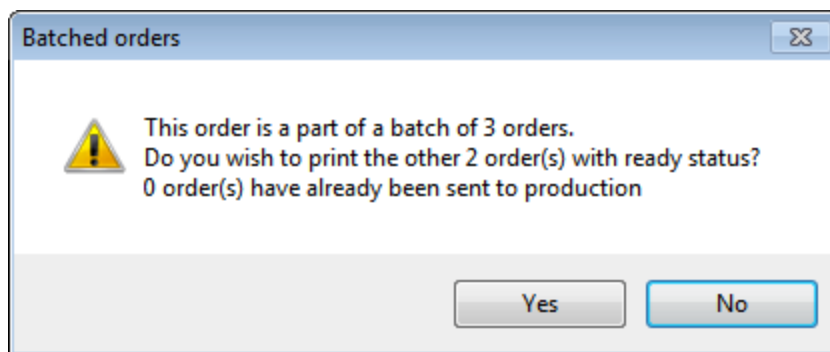 Batched orders
This order is a part of a batch of 3 orders.
Do you wish to print the other 2 order(s) with ready status?
0 order(s) have already been sent to production
Yes No